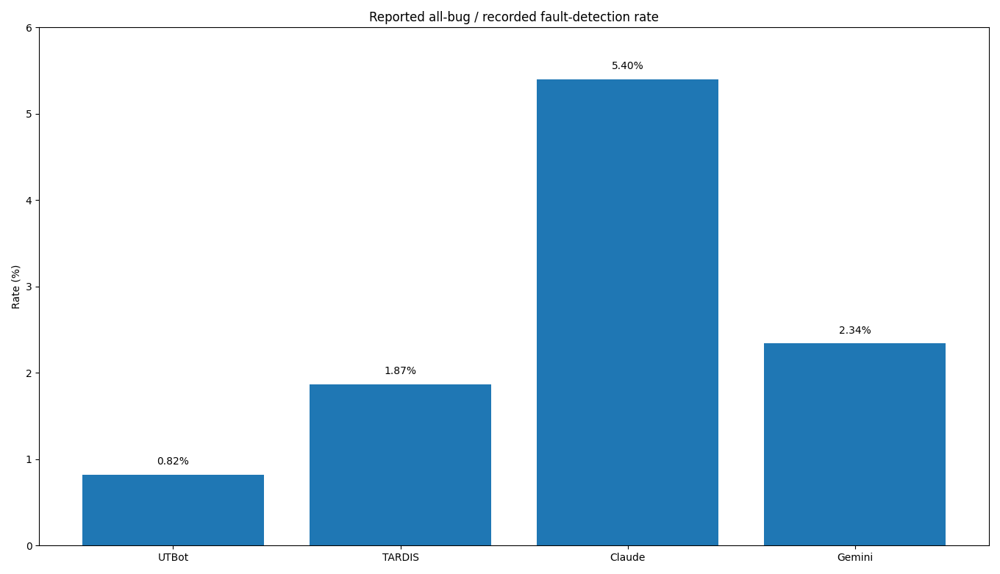 Reported all-bug / recorded fault-detection rate
6
5
4
3
2
1
0
Rate (%)
0.82%
1.87%
5.40%
2.34%
UTBot
TARDIS
Claude
Gemini